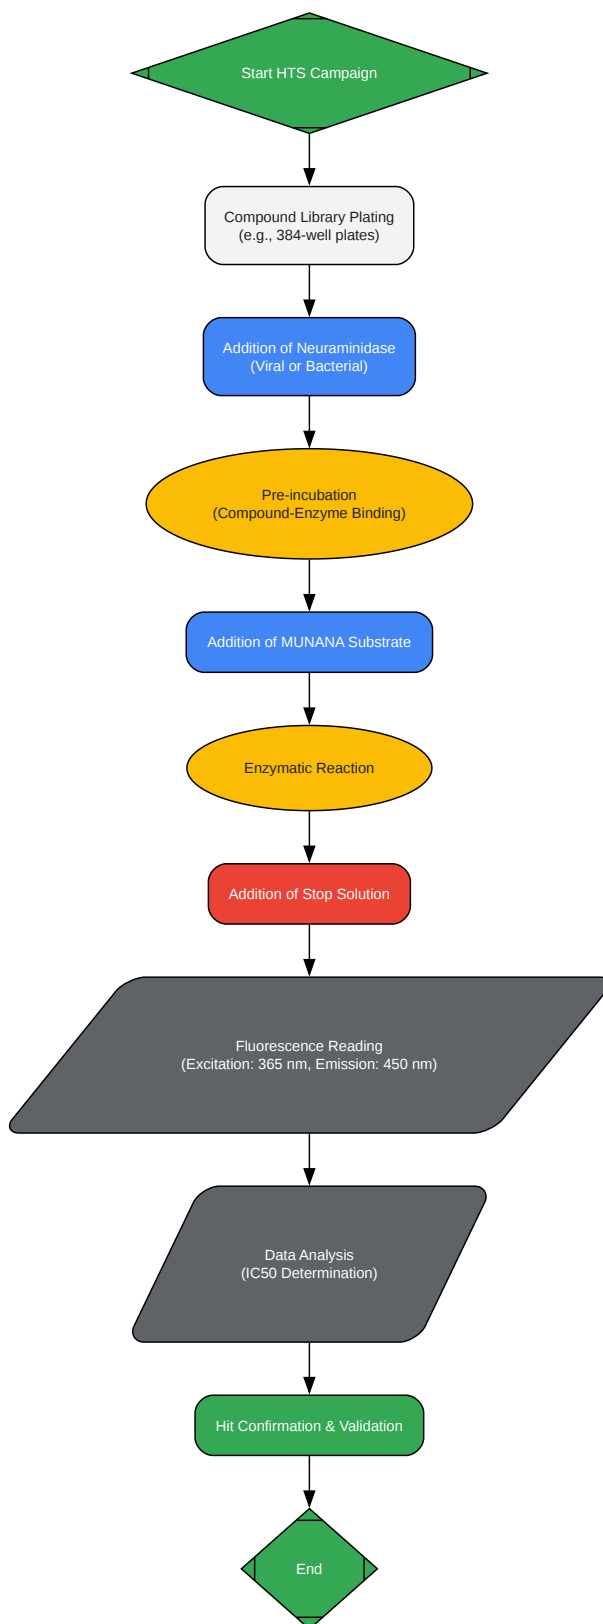 Start HTS Campaign
Compound Library Plating
(e.g., 384-well plates)
Addition of Neuraminidase
(Viral or Bacterial)
Pre-incubation
(Compound-Enzyme Binding)
Addition of MUNANA Substrate
Enzymatic Reaction
Addition of Stop Solution
Fluorescence Reading
(Excitation: 365 nm, Emission: 450 nm)
Data Analysis
(IC50 Determination)
Hit Confirmation & Validation
End